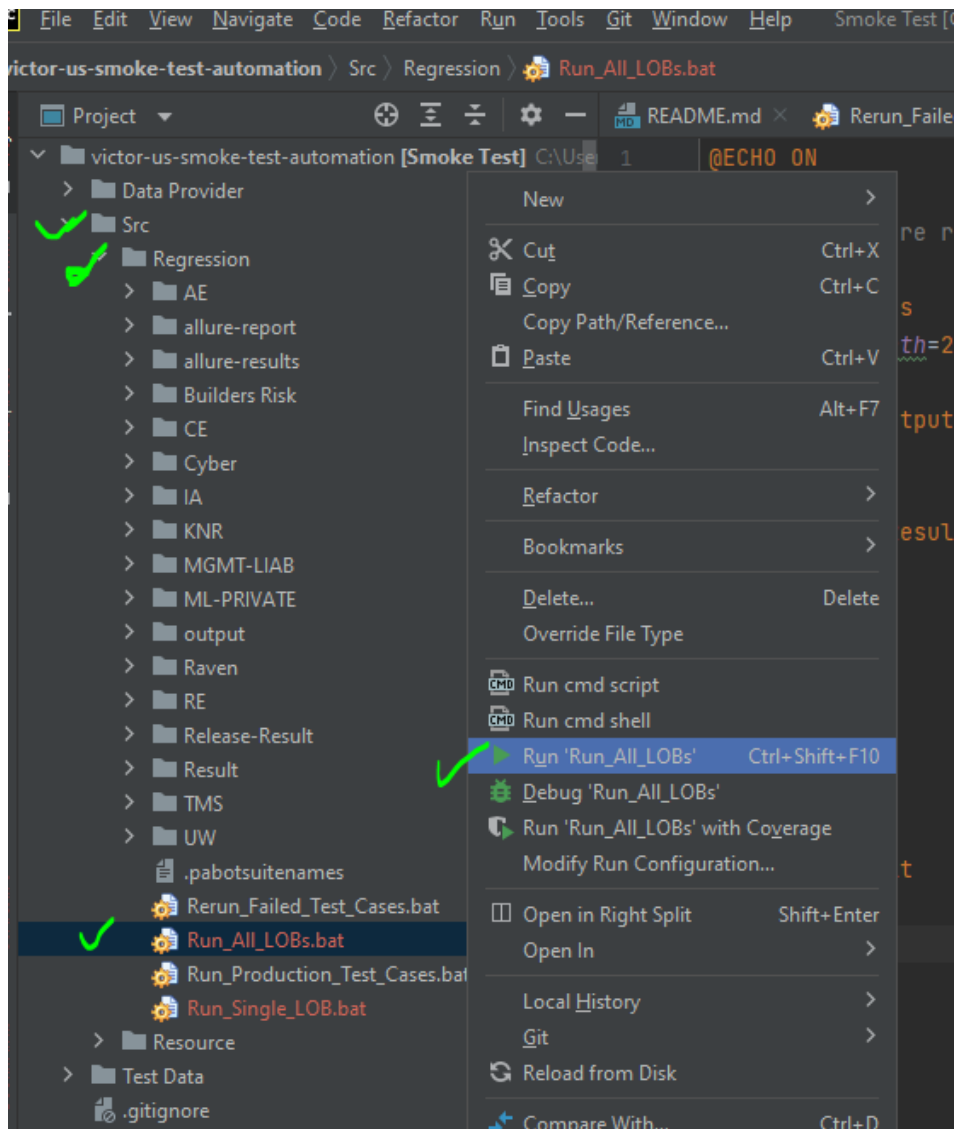 File Edit View Navigate Code Refactor Run Tools Git Window Help Smoke Test
victor-us-smoke-test-automation Src Regression Run_All_LOBs.bat
Project README.md
victor-us-smoke-test-automation [Smoke Test] 1 @ECHO ON
Data Provider
Src
Regression
AE
allure-report
allure-results
Builders Risk
CE
Cyber
IA
KNR
MGMT-LIAB
ML-PRIVATE
output
Raven
RE
Release-Result
Result
TMS
UW
.pabotsuitenames
Rerun_Failed_Test_Cases.bat
Run_All_LOBs.bat
Run_Production_Test_Cases.bat
Run_Single_LOB.bat
Resource
Test Data
.gitignore
New
Cut Ctrl+X
Copy Ctrl+C
Copy Path/Reference...
Paste Ctrl+V
Find Usages Alt+F7
Inspect Code...
Refactor
Bookmarks
Delete... Delete
Override File Type
Run cmd script
Run cmd shell
Run 'Run_All_LOBs' Ctrl+Shift+F10
Debug 'Run_All_LOBs'
Run 'Run_All_LOBs' with Coverage
Modify Run Configuration...
Open in Right Split Shift+Enter
Open In
Local History
Git
Reload from Disk
Compare With... Ctrl+D